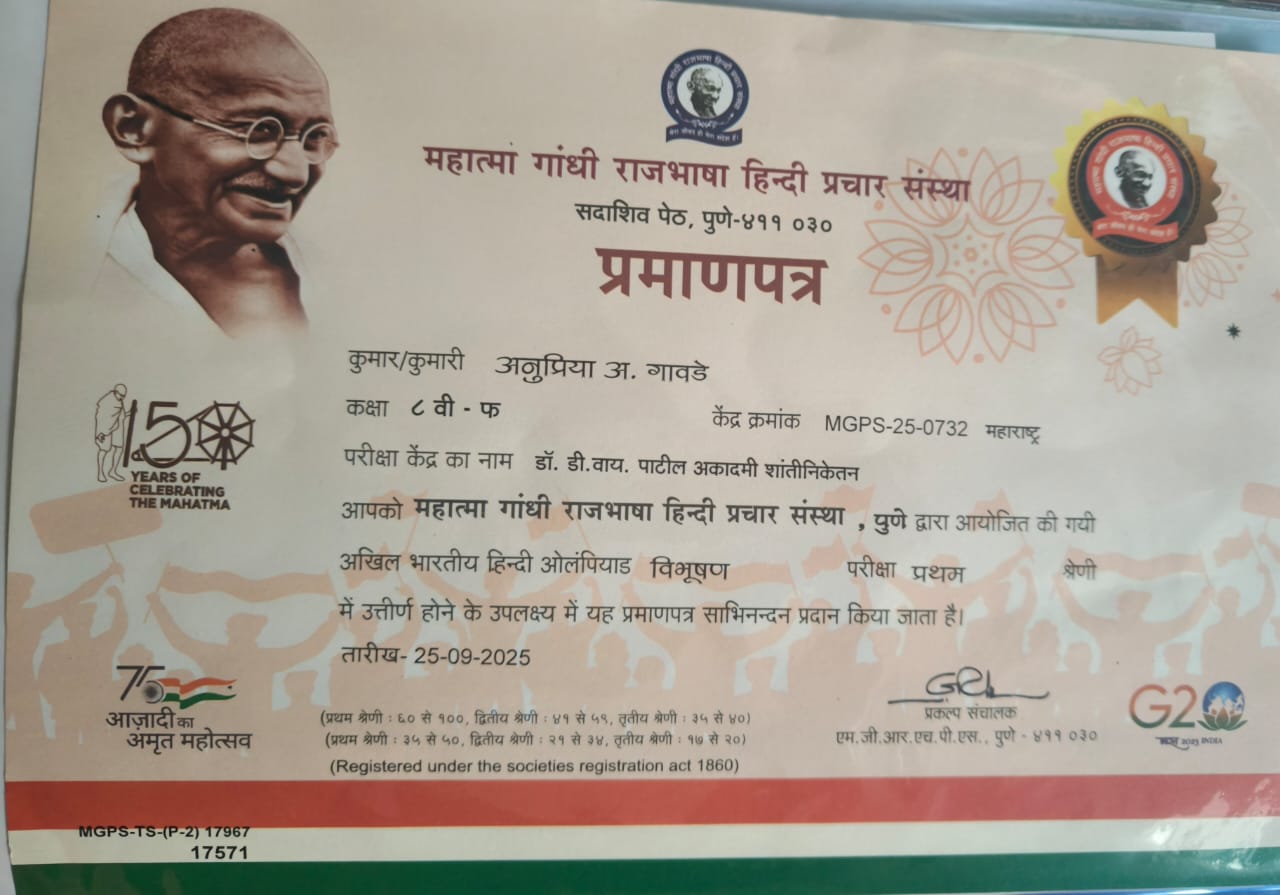 महात्मा गांधी राजभाषा हिन्दी प्रचार संस्था
सदाशिव पेठ, पुणे-४११ ०३०
प्रमाणपत्र
कुमार/कुमारी अनुप्रिया अ. गावडे
कक्षा ८ वी - फ केंद्र क्रमांक MGPS-25-0732 महाराष्ट्र
परीक्षा केंद्र का नाम डॉ. डी.वाय. पाटील अकादमी शांतीनिकेतन
आपको महात्मा गांधी राजभाषा हिन्दी प्रचार संस्था , पुणे द्वारा आयोजित की गयी
अखिल भारतीय हिन्दी ओलंपियाड विभूषण परीक्षा प्रथम श्रेणी
में उत्तीर्ण होने के उपलक्ष्य में यह प्रमाणपत्र साभिनन्दन प्रदान किया जाता है।
तारीख- 25-09-2025
150
YEARS OF
CELEBRATING
THE MAHATMA
75
आज़ादी का
अमृत महोत्सव
(प्रथम श्रेणी : ६० से १००, द्वितीय श्रेणी : ४१ से ५९, तृतीय श्रेणी : ३५ से ४०)
(प्रथम श्रेणी : ३५ से ५०, द्वितीय श्रेणी : २१ से ३४, तृतीय श्रेणी : १७ से २०)
(Registered under the societies registration act 1860)
प्रकल्प संचालक
एम.जी.आर.एच.पी.एस., पुणे - ४११ ०३०
G20
भारत 2023 INDIA
MGPS-TS-(P-2) 17967
17571